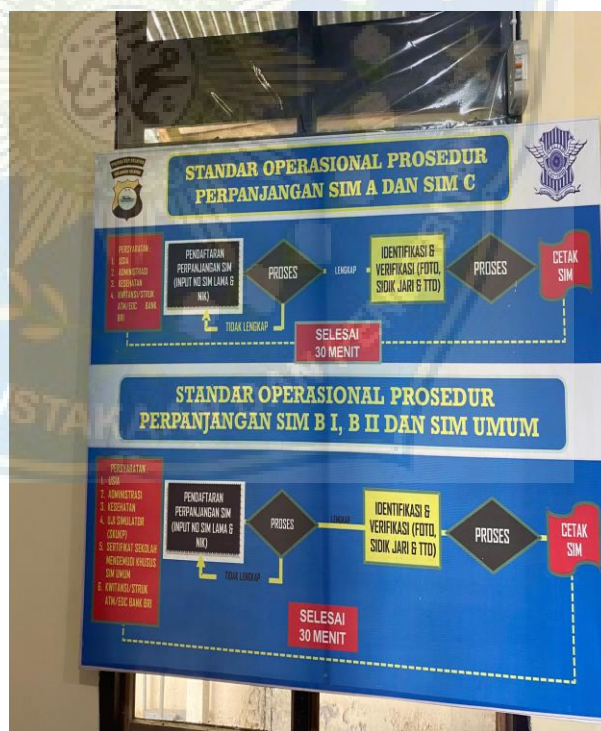 STANDAR OPERASIONAL PROSEDUR
PERPANJANGAN SIM A DAN SIM C
PERSYARATAN
1. USIA
2. ADMINISTRASI
3. KESEHATAN
4. KWITANSI/STRUK
ATM/EDC BANK
BRI
PENDAFTARAN
PERPANJANGAN SIM
(INPUT NO SIM LAMA &
NIK)
PROSES
LENGKAP
TIDAK LENGKAP
IDENTIFIKASI &
VERIFIKASI (FOTO,
SIDIK JARI & TTD)
PROSES
CETAK
SIM
SELESAI
30 MENIT
STANDAR OPERASIONAL PROSEDUR
PERPANJANGAN SIM B I, B II DAN SIM UMUM
PERSYARATAN
1. USIA
2. ADMINISTRASI
3. KESEHATAN
4. UJI SIMULATOR
(SKUKP)
5. SERTIFIKAT SEKOLAH
MENGEMUDI KHUSUS
SIM UMUM
6. KWITANSI/STRUK
ATM/EDC BANK BRI
PENDAFTARAN
PERPANJANGAN SIM
(INPUT NO SIM LAMA &
NIK)
PROSES
LENGKAP
TIDAK LENGKAP
IDENTIFIKASI &
VERIFIKASI (FOTO,
SIDIK JARI & TTD)
PROSES
CETAK
SIM
SELESAI
30 MENIT